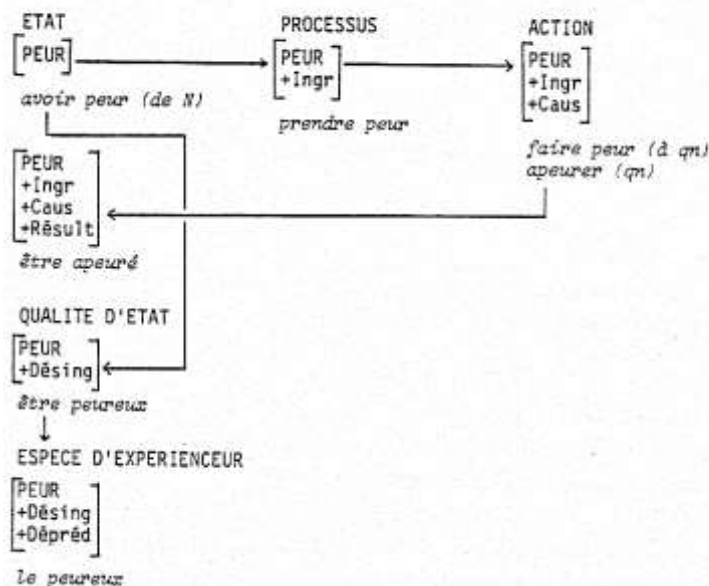 ETAT
PROCESSUS
ACTION
[PEUR]
[PEUR
+Ingr]
[PEUR
+Ingr
+Caus]
avoir peur (de N)
prendre peur
faire peur (à qn)
apeurer (qn)
[PEUR
+Ingr
+Caus
+Résult]
être apeuré
QUALITE D'ETAT
[PEUR
+Désing]
être peureux
ESPECE D'EXPERIENCEUR
[PEUR
+Désing
+Dépréd]
le peureux